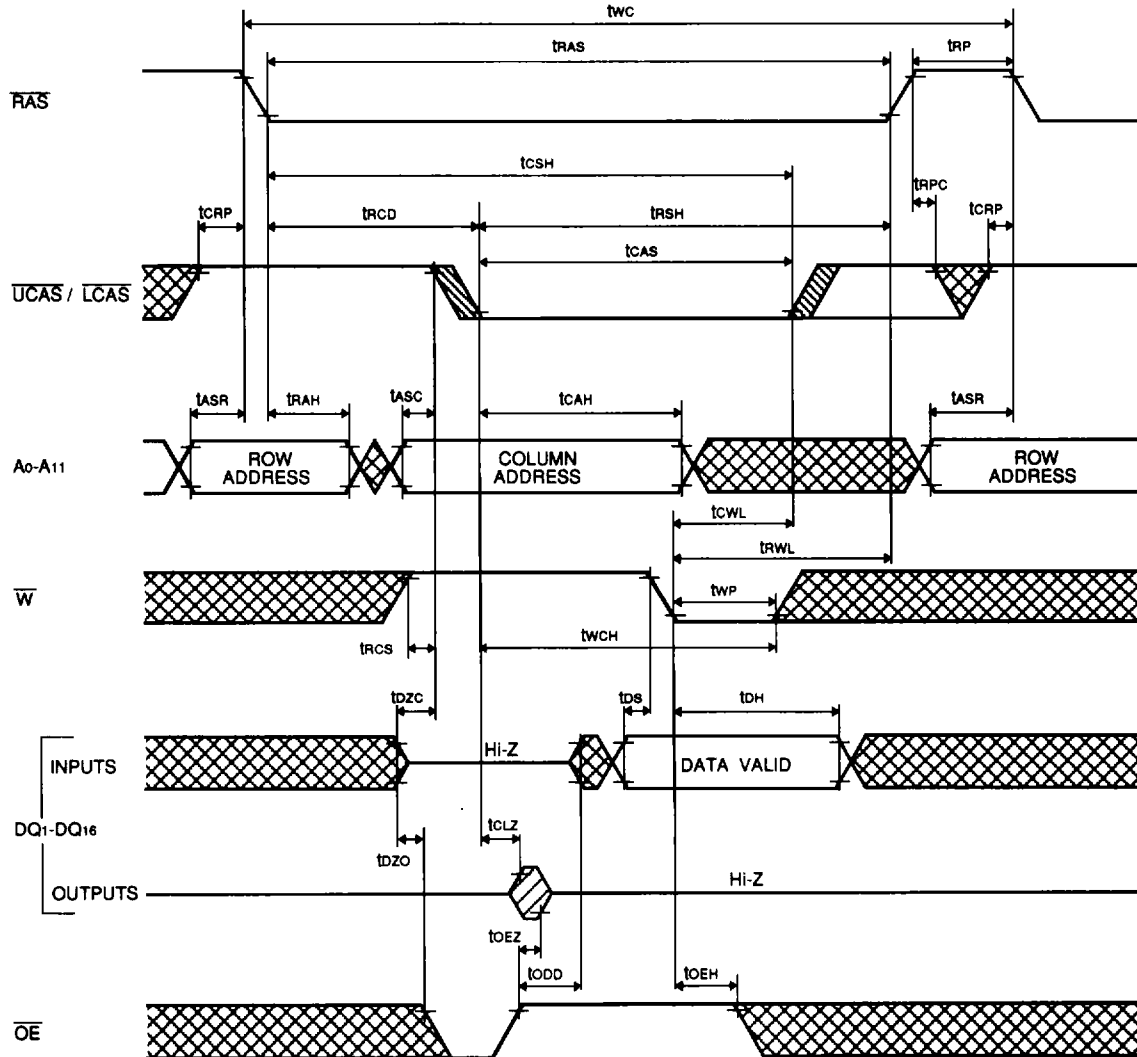 tWC
tRAS
tRP
RAS
tCSH
tRPC
tCRP
tRCD
tRSH
tCRP
tCAS
UCAS / LCAS
tASR
tRAH
tASC
tCAH
tASR
A0-A11
ROW ADDRESS
COLUMN ADDRESS
ROW ADDRESS
tCWL
tRWL
W
tWP
tRCS
tWCH
tDZC
tDS
tDH
INPUTS
Hi-Z
DATA VALID
DQ1-DQ16
tCLZ
tDZO
OUTPUTS
Hi-Z
tOEZ
tODD
tOEH
OE